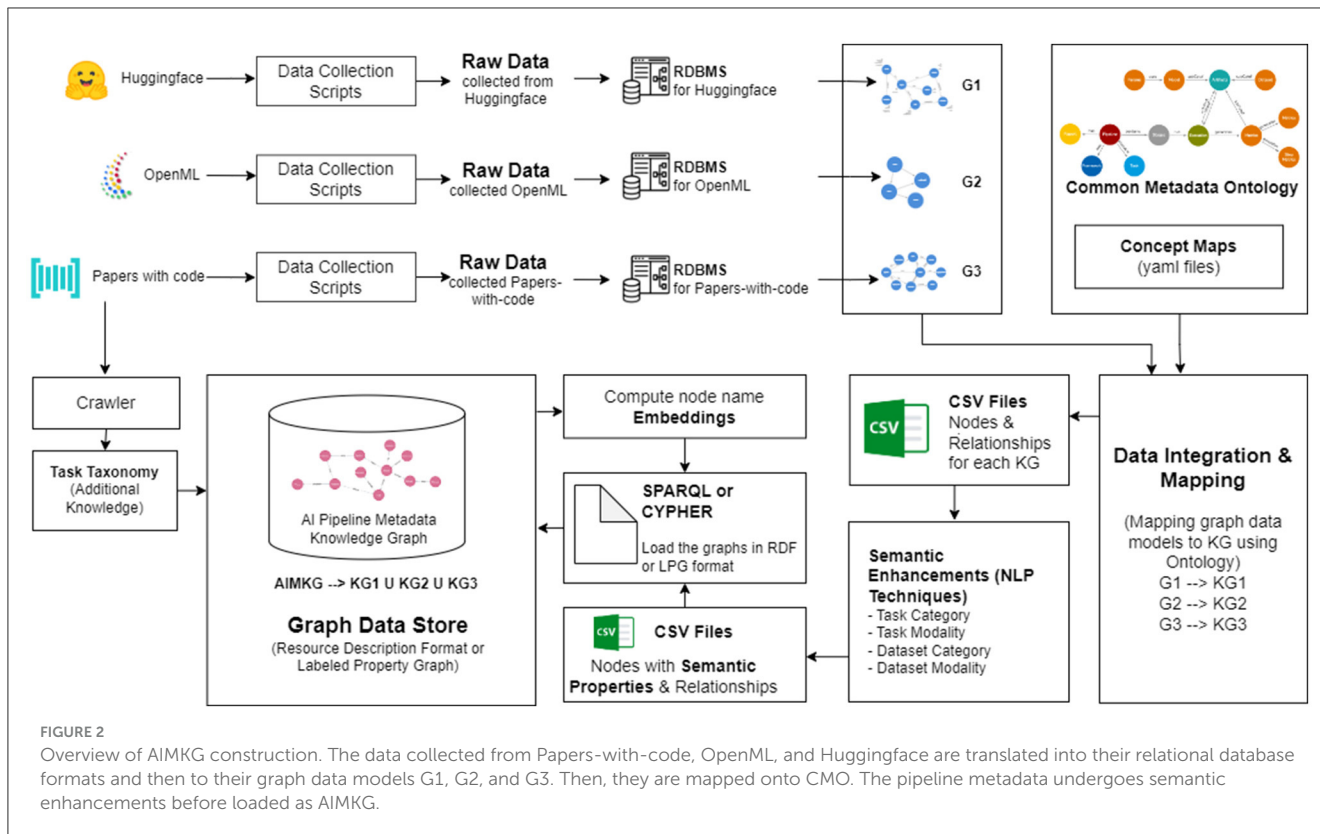 Huggingface
Data Collection
Scripts
Raw Data
collected from
Huggingface
RDBMS
for Huggingface
G1
OpenML
Data Collection
Scripts
Raw Data
collected OpenML
RDBMS
for OpenML
G2
Papers with code
Data Collection
Scripts
Raw Data
collected Papers-
with-code
RDBMS
for Papers-with-code
G3
Common Metadata Ontology
Concept Maps
(yaml files)
Crawler
Task Taxonomy
(Additional
Knowledge)
AI Pipeline Metadata
Knowledge Graph
AIMKG --> KG1 U KG2 U KG3
Graph Data Store
(Resource Description Format or
Labeled Property Graph)
Compute node name
Embeddings
SPARQL or
CYPHER
Load the graphs in RDF
or LPG format
CSV
CSV Files
Nodes with Semantic
Properties & Relationships
CSV
CSV Files
Nodes &
Relationships
for each KG
Semantic
Enhancements (NLP
Techniques)
- Task Category
- Task Modality
- Dataset Category
- Dataset Modality
Data Integration &
Mapping
(Mapping graph data
models to KG using
Ontology)
G1 --> KG1
G2 --> KG2
G3 --> KG3
FIGURE 2
Overview of AIMKG construction. The data collected from Papers-with-code, OpenML, and Huggingface are translated into their relational database
formats and then to their graph data models G1, G2, and G3. Then, they are mapped onto CMO. The pipeline metadata undergoes semantic
enhancements before loaded as AIMKG.